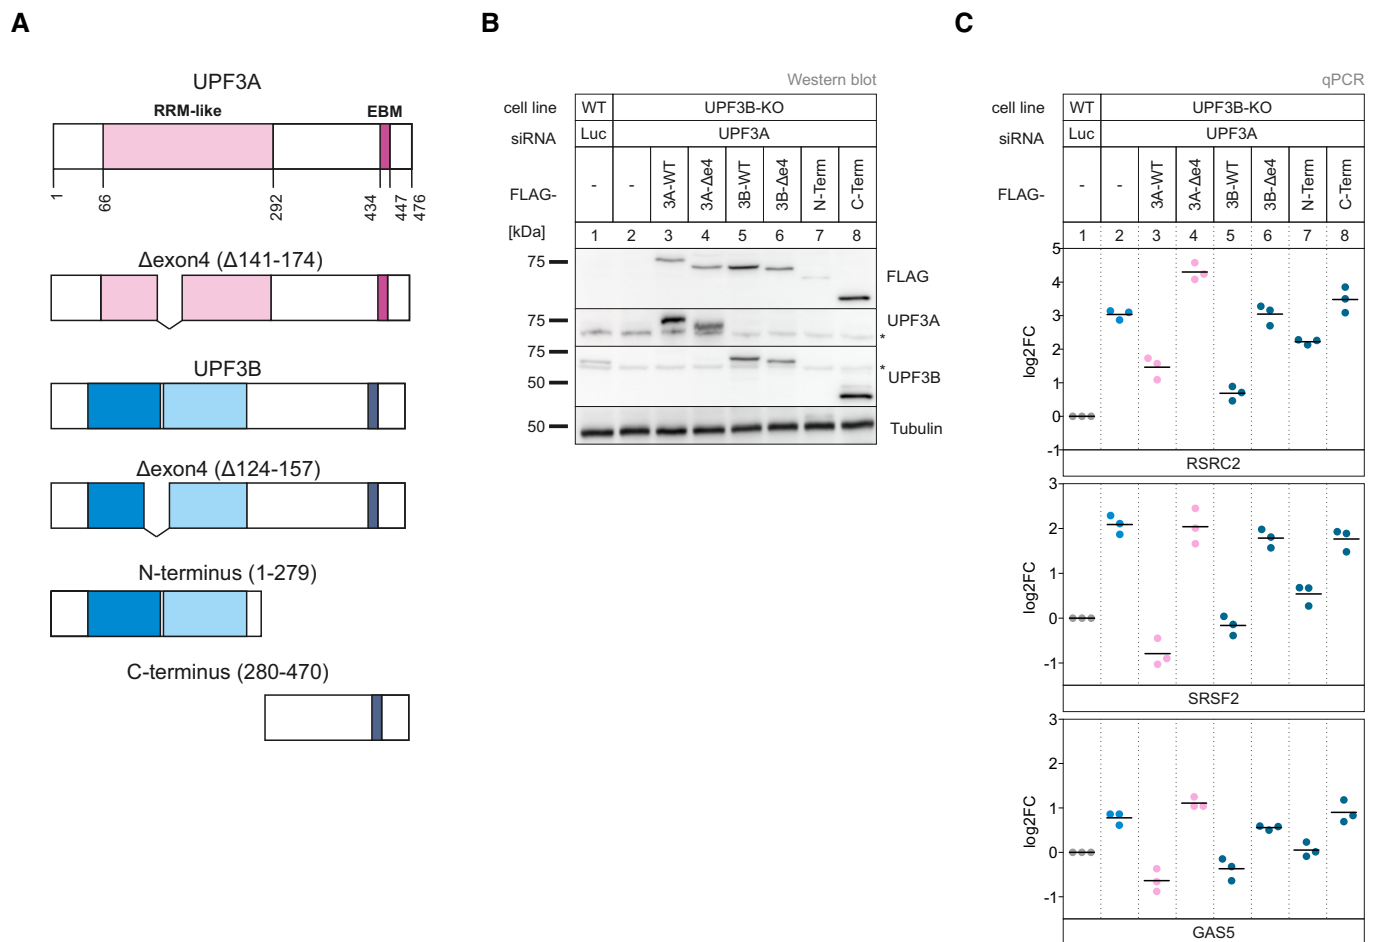 A
UPF3A
RRM-like EBM
1 66 292 434 447 476
Δexon4 (Δ141-174)
UPF3B
Δexon4 (Δ124-157)
N-terminus (1-279)
C-terminus (280-470)
B
Western blot
cell line WT UPF3B-KO
siRNA Luc UPF3A
FLAG- - - 3A-WT 3A-Δe4 3B-WT 3B-Δe4 N-Term C-Term
[kDa] 1 2 3 4 5 6 7 8
75 FLAG
75 UPF3A
*
75
* UPF3B
50
50 Tubulin
C
qPCR
cell line WT UPF3B-KO
siRNA Luc UPF3A
FLAG- - - 3A-WT 3A-Δe4 3B-WT 3B-Δe4 N-Term C-Term
1 2 3 4 5 6 7 8
5
4
3
log2FC
2
1
0
-1
RSRC2
3
2
1
log2FC
0
-1
SRSF2
3
2
1
log2FC
0
-1
GAS5